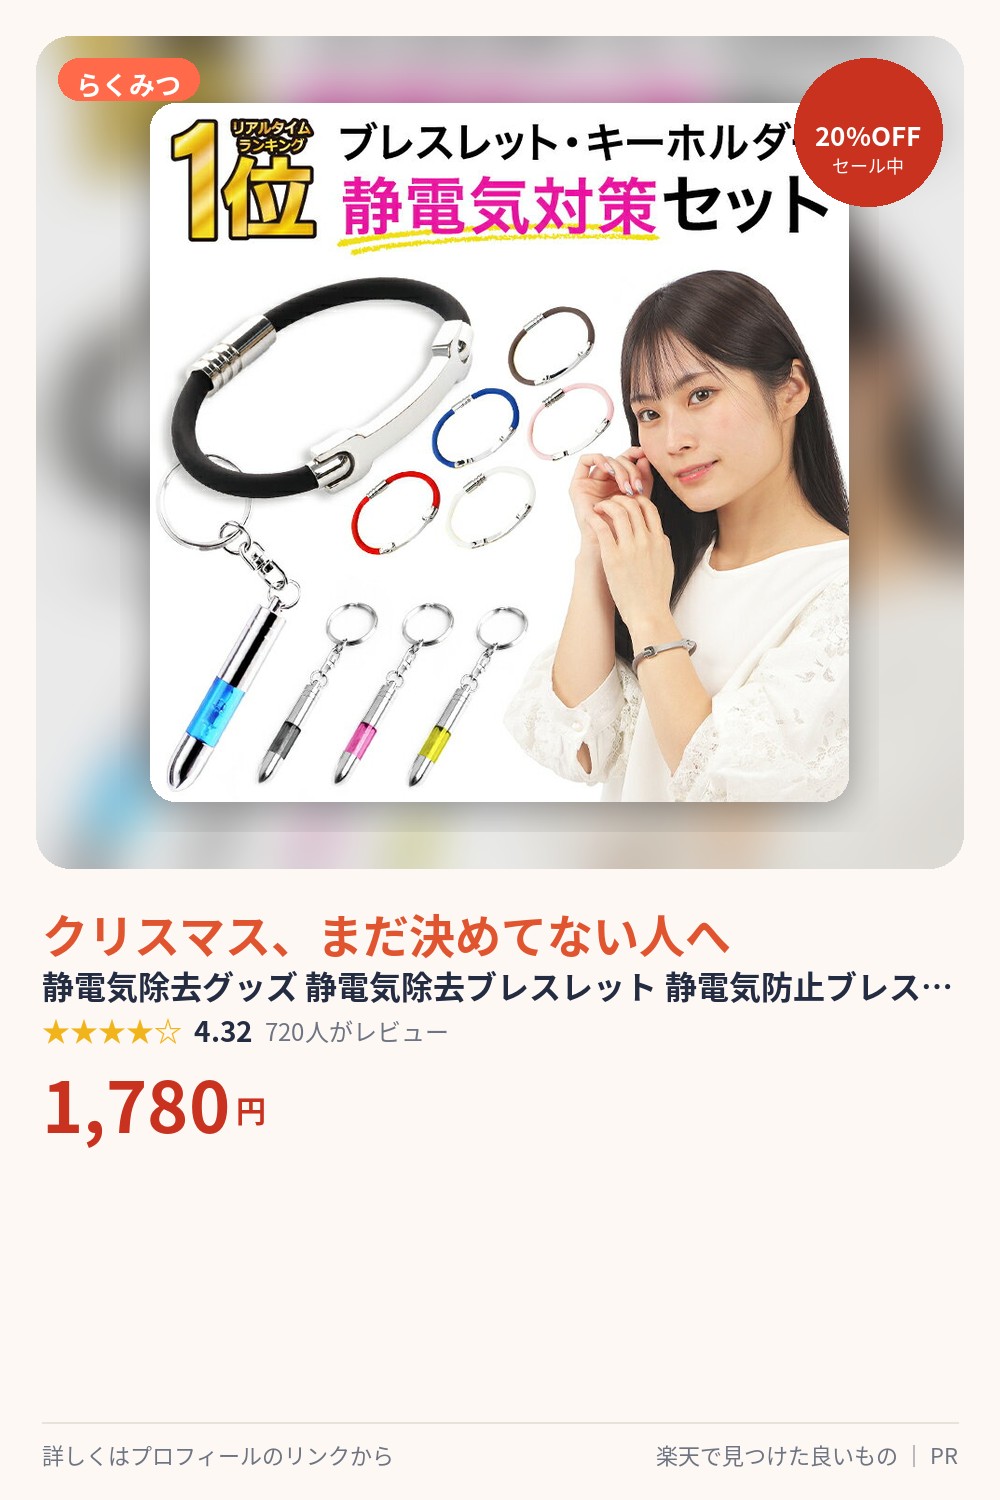 らくみつ
20%OFF
セール中
1位
リアルタイム
ランキング
ブレスレット・キーホルダー
静電気対策セット
クリスマス、まだ決めてない人へ
静電気除去グッズ 静電気除去ブレスレット 静電気防止ブレス…
★★★★☆ 4.32 720人がレビュー
1,780円
詳しくはプロフィールのリンクから
楽天で見つけた良いもの | PR